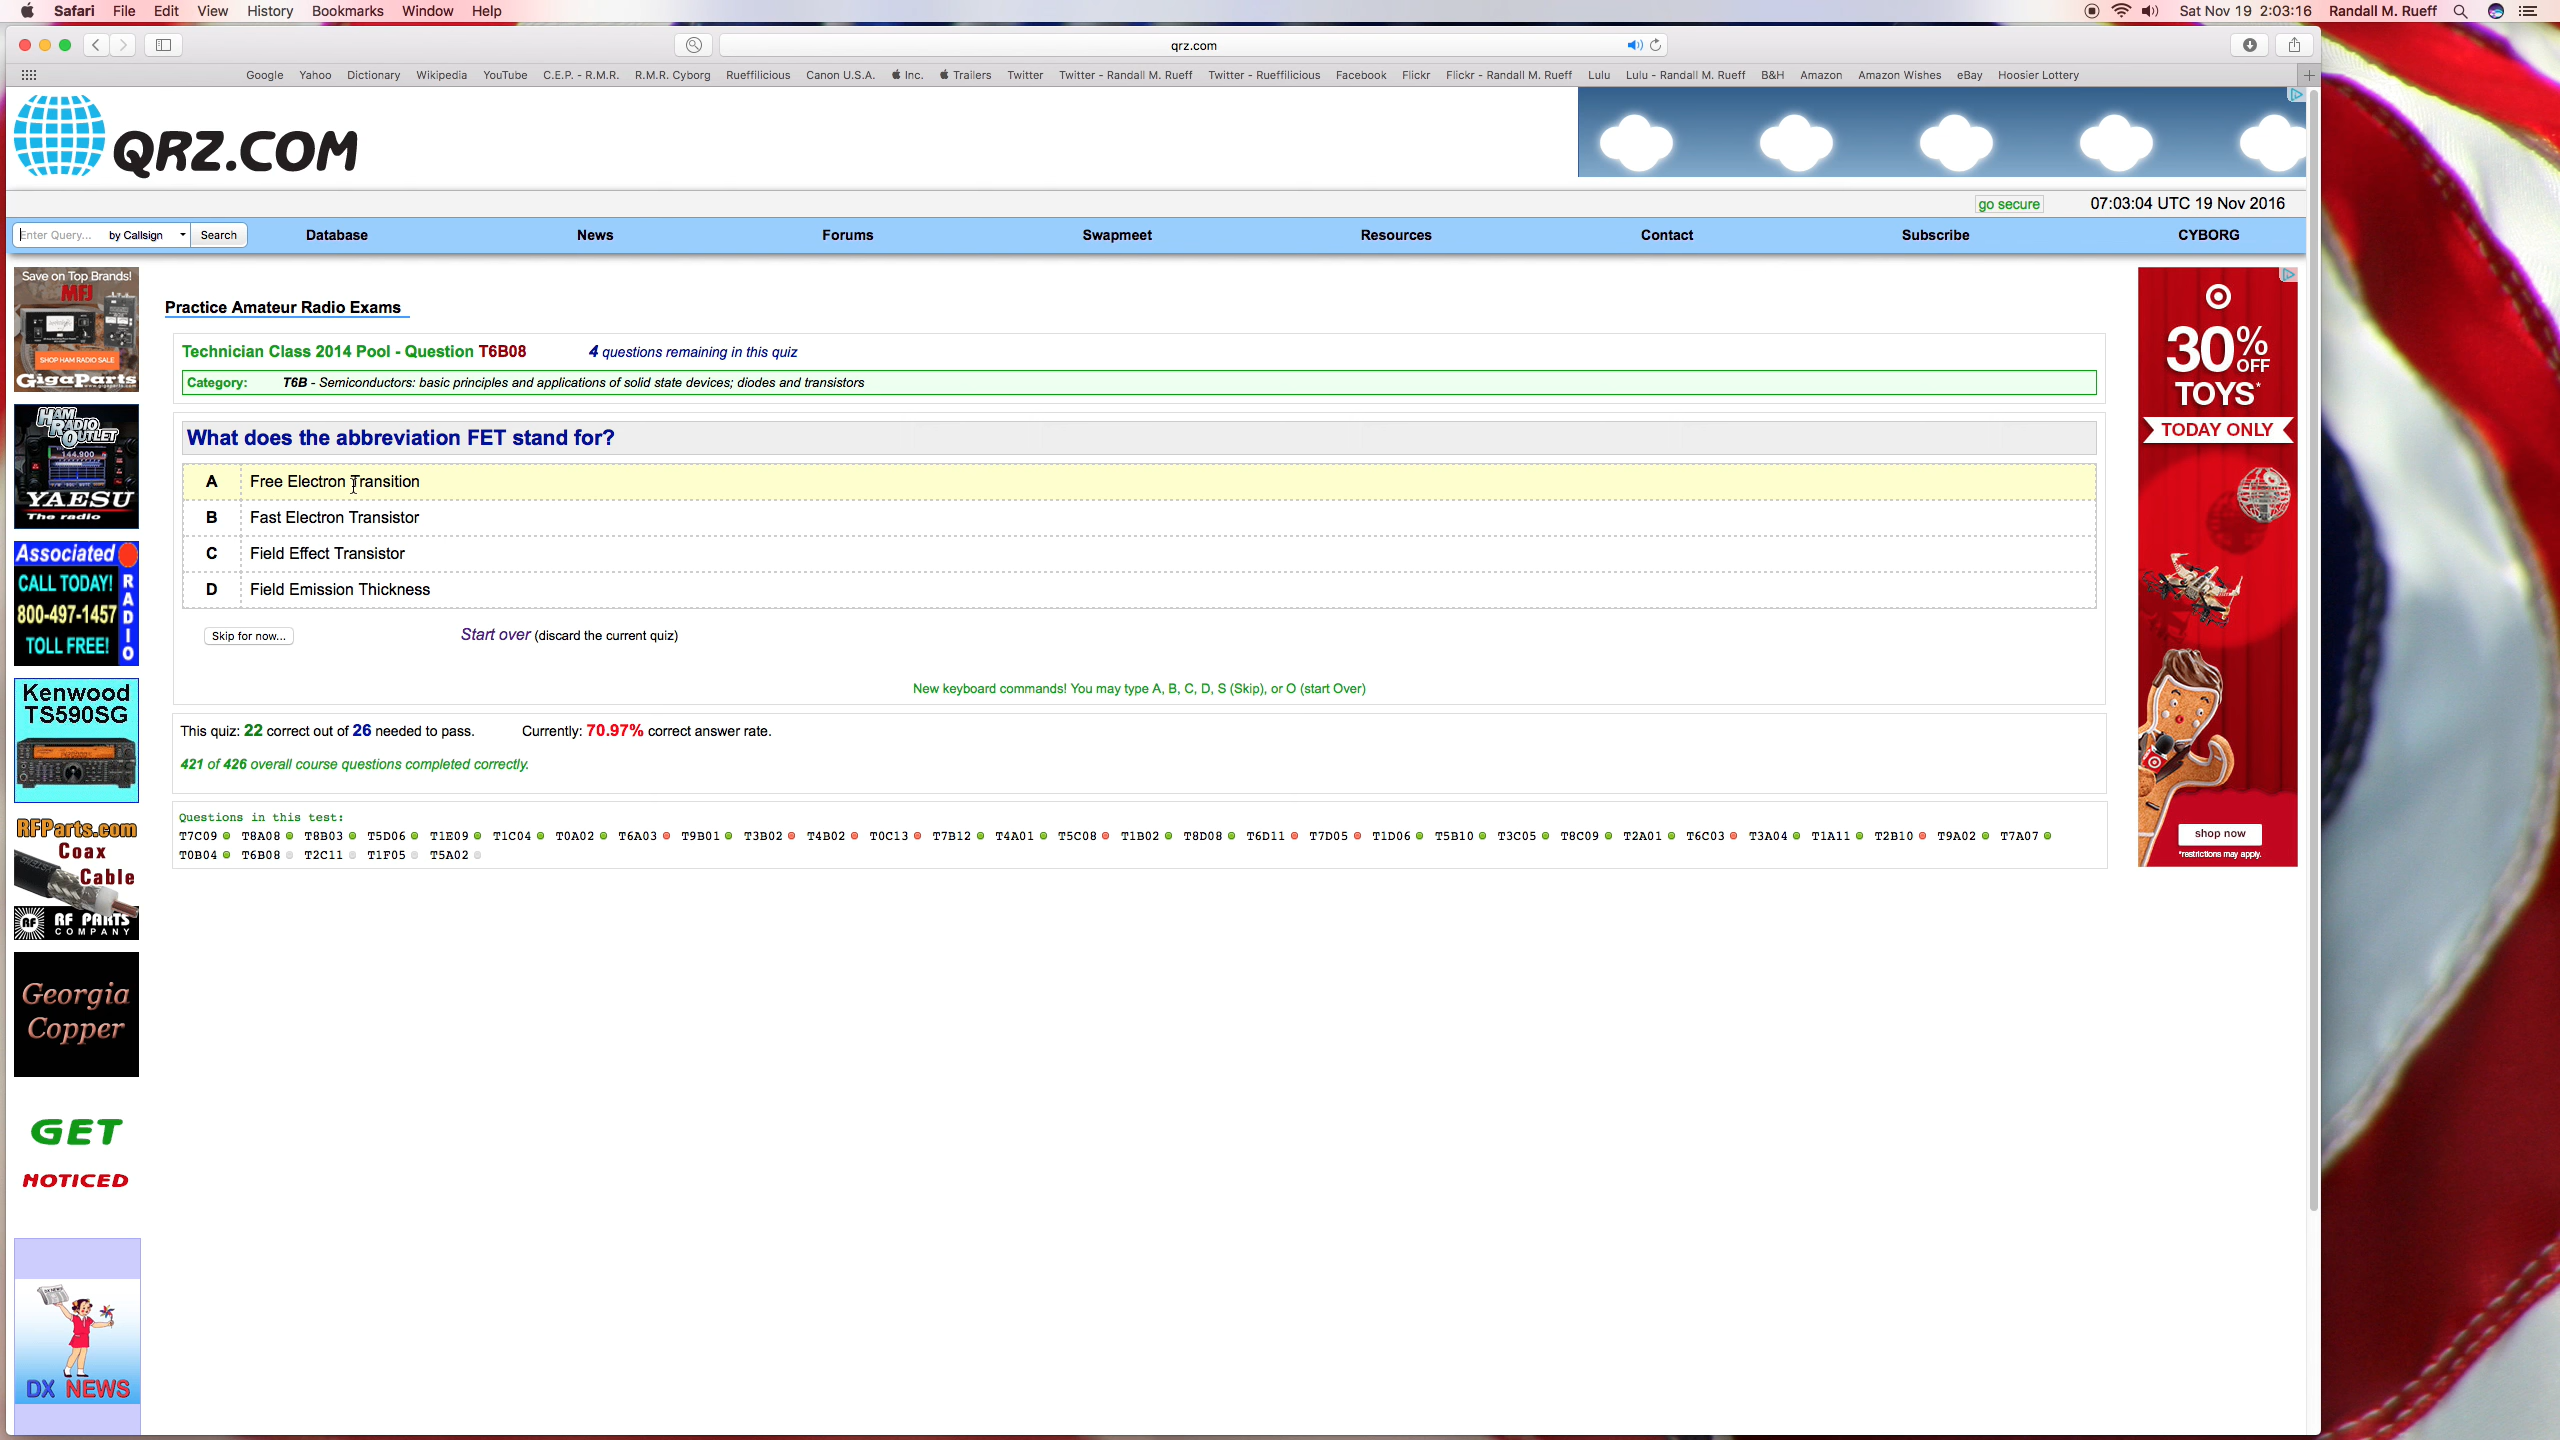 Safari File Edit View History Bookmarks Window Help
Sat Nov 19 2:03:16 Randall M. Rueff
qrz.com
Google Yahoo Dictionary Wikipedia YouTube C.E.P. - R.M.R. R.M.R. Cyborg Rueffilicious Canon U.S.A. Inc. Trailers Twitter Twitter - Randall M. Rueff Twitter - Rueffilicious Facebook Flickr Flickr - Randall M. Rueff Lulu Lulu - Randall M. Rueff B&H Amazon Amazon Wishes eBay Hoosier Lottery
QRZ.COM
go secure 07:03:04 UTC 19 Nov 2016
Enter Query... by Callsign Search Database News Forums Swapmeet Resources Contact Subscribe CYBORG
Save on Top Brands!
MFJ
SHOP HAM RADIO SALE
GigaParts
HAM RADIO OUTLET
144.900
YAESU
The radio
Associated
CALL TODAY!
800-497-1457
TOLL FREE!
RADIO
Kenwood
TS590SG
RFParts.com
Coax
Cable
RF RF PARTS
COMPANY
Georgia
Copper
GET
NOTICED
DX NEWS
Practice Amateur Radio Exams
Technician Class 2014 Pool - Question T6B08 4 questions remaining in this quiz
Category: T6B - Semiconductors: basic principles and applications of solid state devices; diodes and transistors
What does the abbreviation FET stand for?
A Free Electron Transition
B Fast Electron Transistor
C Field Effect Transistor
D Field Emission Thickness
Skip for now... Start over (discard the current quiz)
New keyboard commands! You may type A, B, C, D, S (Skip), or O (start Over)
This quiz: 22 correct out of 26 needed to pass. Currently: 70.97% correct answer rate.
421 of 426 overall course questions completed correctly.
Questions in this test:
T7C09 T8A08 T8B03 T5D06 T1E09 T1C04 T0A02 T6A03 T9B01 T3B02 T4B02 T0C13 T7B12 T4A01 T5C08 T1B02 T8D08 T6D11 T7D05 T1D06 T5B10 T3C05 T8C09 T2A01 T6C03 T3A04 T1A11 T2B10 T9A02 T7A07
T0B04 T6B08 T2C11 T1F05 T5A02
30% OFF
TOYS*
TODAY ONLY
shop now
*restrictions may apply.